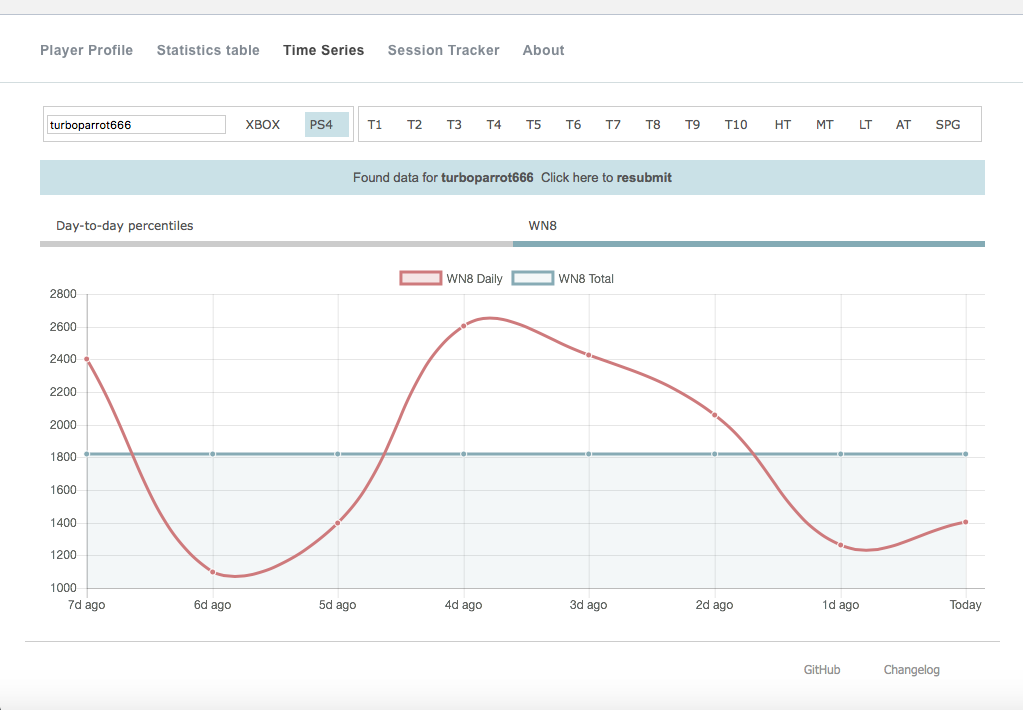 Player Profile Statistics table Time Series Session Tracker About
turboparrot666 XBOX PS4 T1 T2 T3 T4 T5 T6 T7 T8 T9 T10 HT MT LT AT SPG
Found data for turboparrot666 Click here to resubmit
Day-to-day percentiles WN8
WN8 Daily WN8 Total
2800
2600
2400
2200
2000
1800
1600
1400
1200
1000
7d ago 6d ago 5d ago 4d ago 3d ago 2d ago 1d ago Today
GitHub Changelog